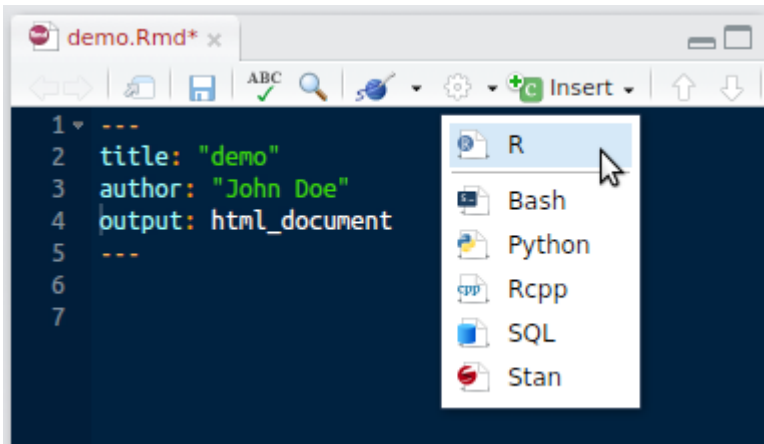 demo.Rmd*
ABC
C Insert
1 ---
2 title: "demo"
3 author: "John Doe"
4 output: html_document
5 ---
6
7
R
Bash
Python
cpp Rcpp
SQL
Stan